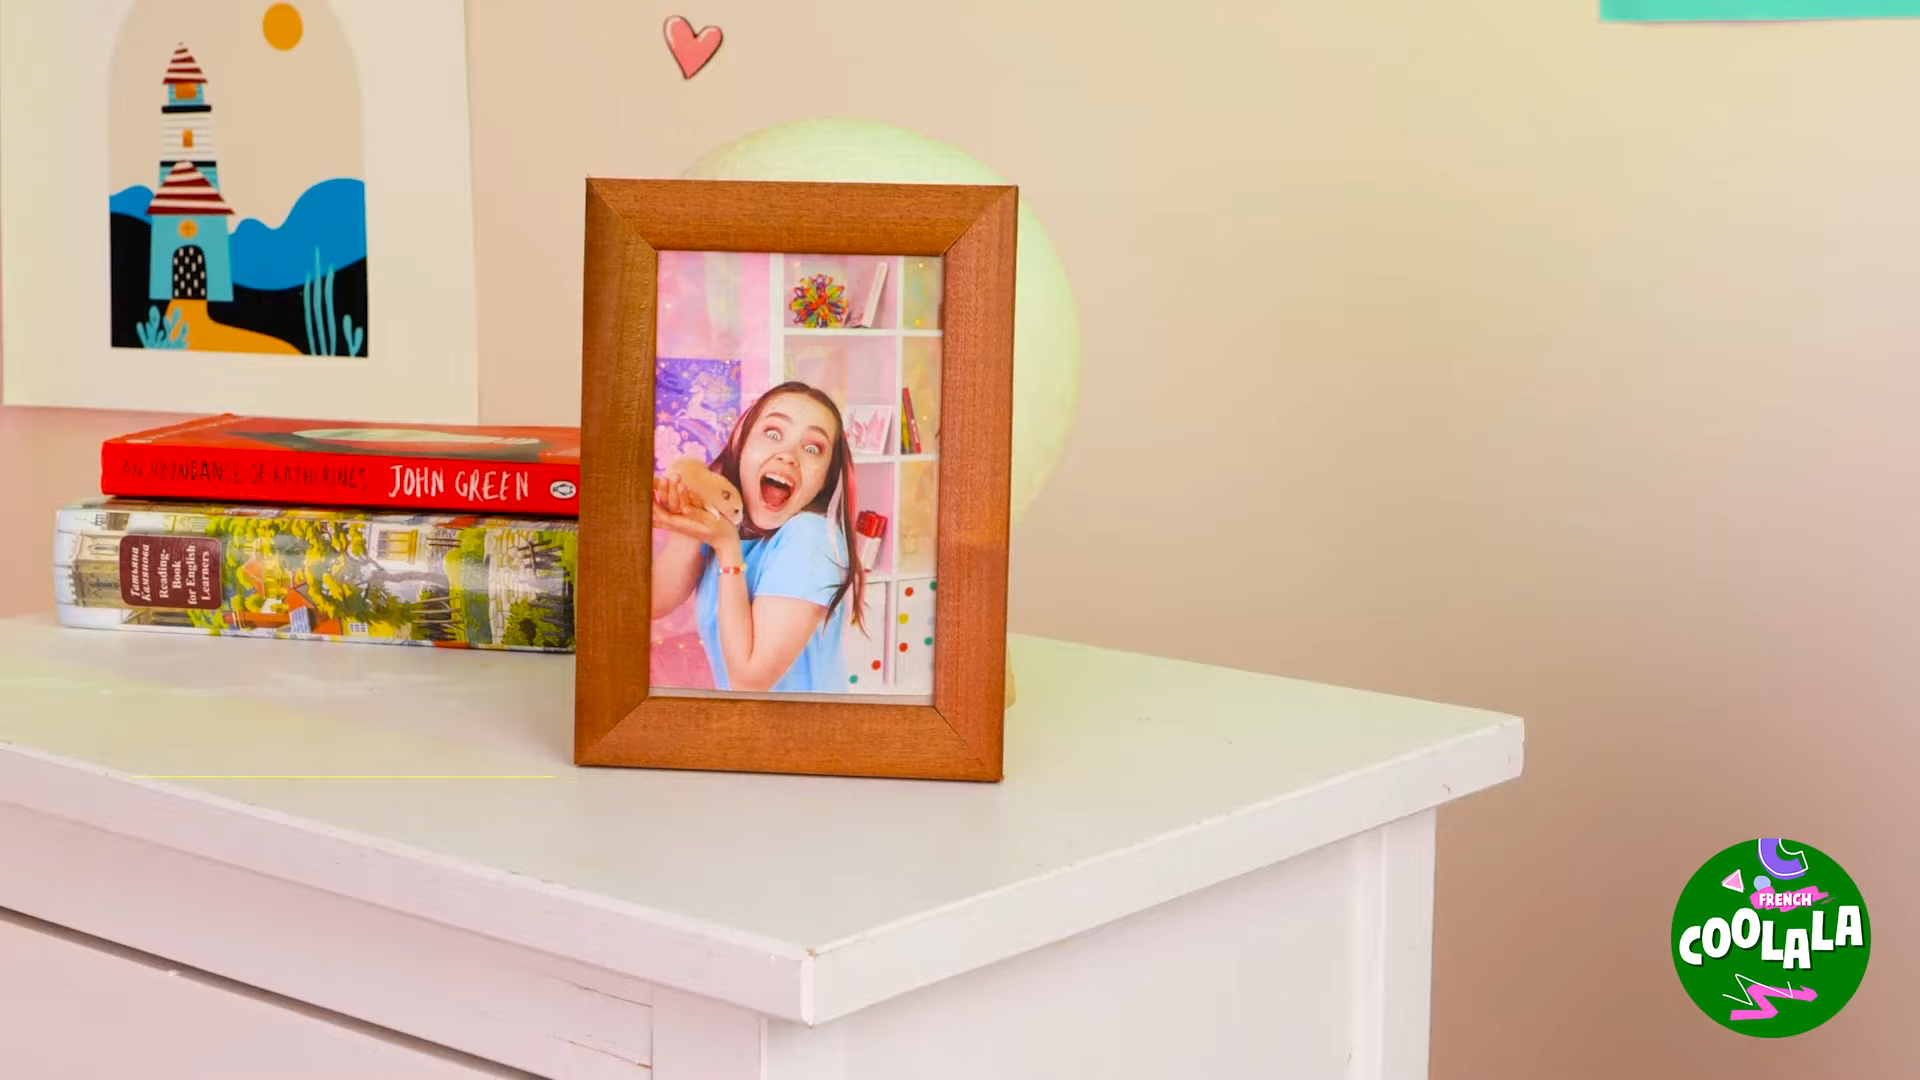 AN ABUNDANCE OF KATHERINES JOHN GREEN
Татьяна
Камянова
Reading-
Book
for English
Learners
FRENCH
COOLALA